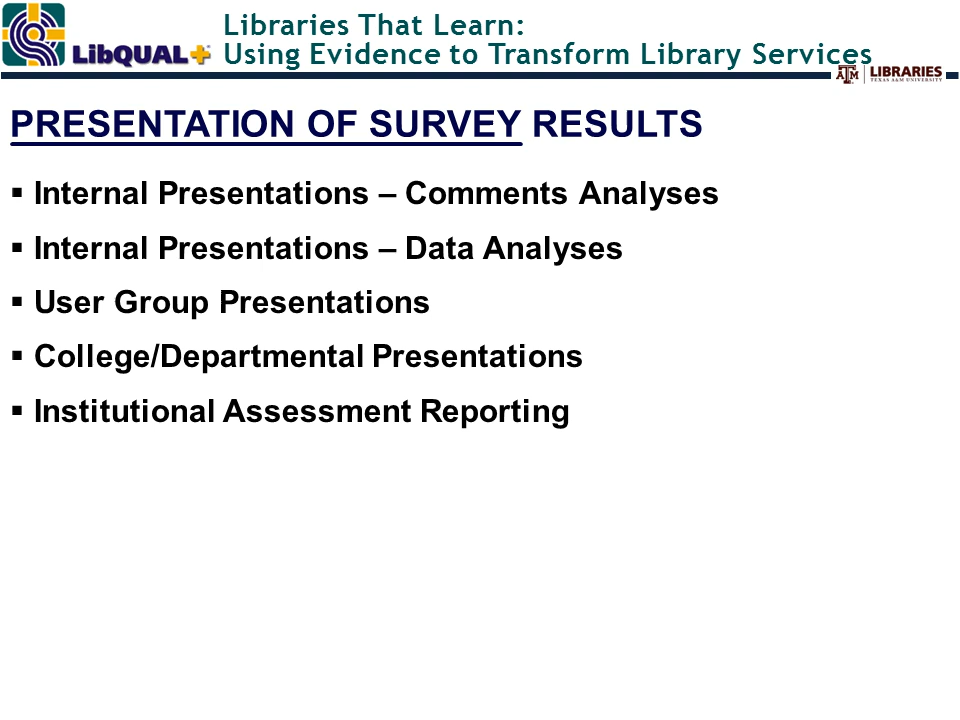 Libraries That Learn:
LibQUAL+
Using Evidence to Transform Library Services
ATM LIBRARIES
TEXAS A&M UNIVERSITY
PRESENTATION OF SURVEY RESULTS
▪ Internal Presentations – Comments Analyses
▪ Internal Presentations – Data Analyses
▪ User Group Presentations
▪ College/Departmental Presentations
▪ Institutional Assessment Reporting